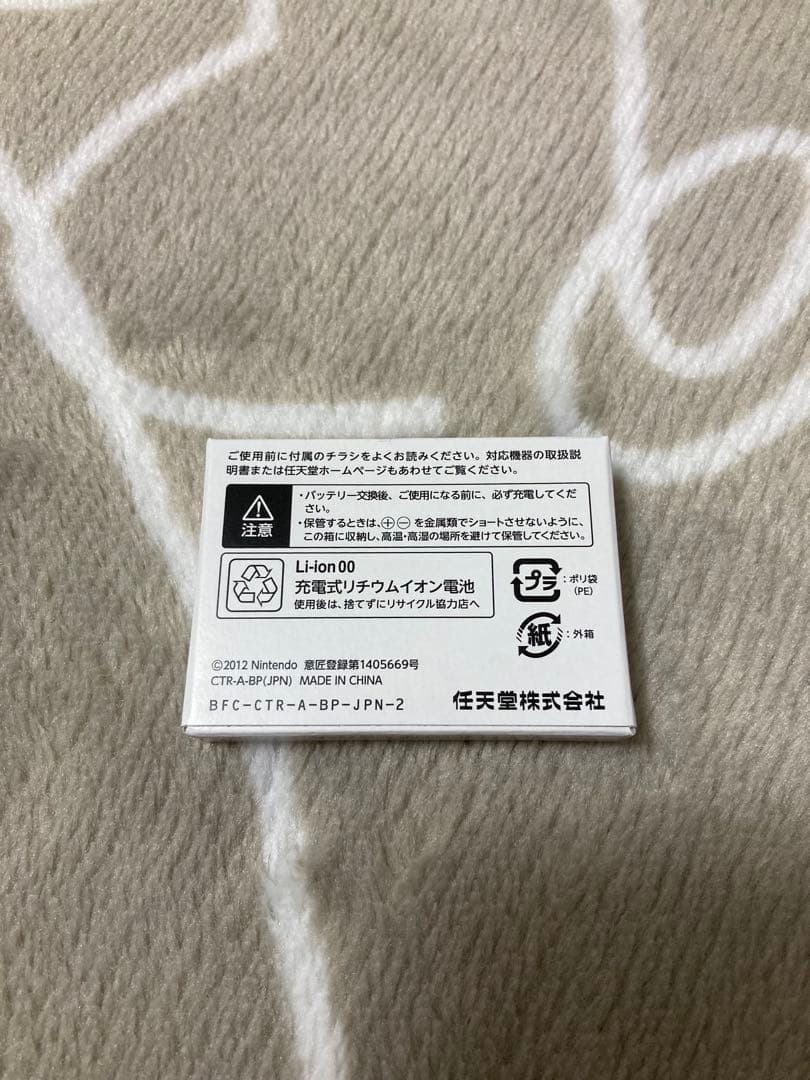 ご使用前に付属のチラシをよくお読みください。対応機器の取扱説
明書または任天堂ホームページもあわせてご覧ください。
注意
・バッテリー交換後、ご使用になる前に、必ず充電してくだ
さい。
・保管するときは、⊕⊖を金属類でショートさせないように、
この箱に収納し、高温・高湿の場所を避けて保管してください。
Li-ion 00
充電式リチウムイオン電池
使用後は、捨てずにリサイクル協力店へ
プラ：ポリ袋
(PE)
紙：外箱
©2012 Nintendo 意匠登録第1405669号
CTR-A-BP(JPN) MADE IN CHINA
BFC-CTR-A-BP-JPN-2
任天堂株式会社